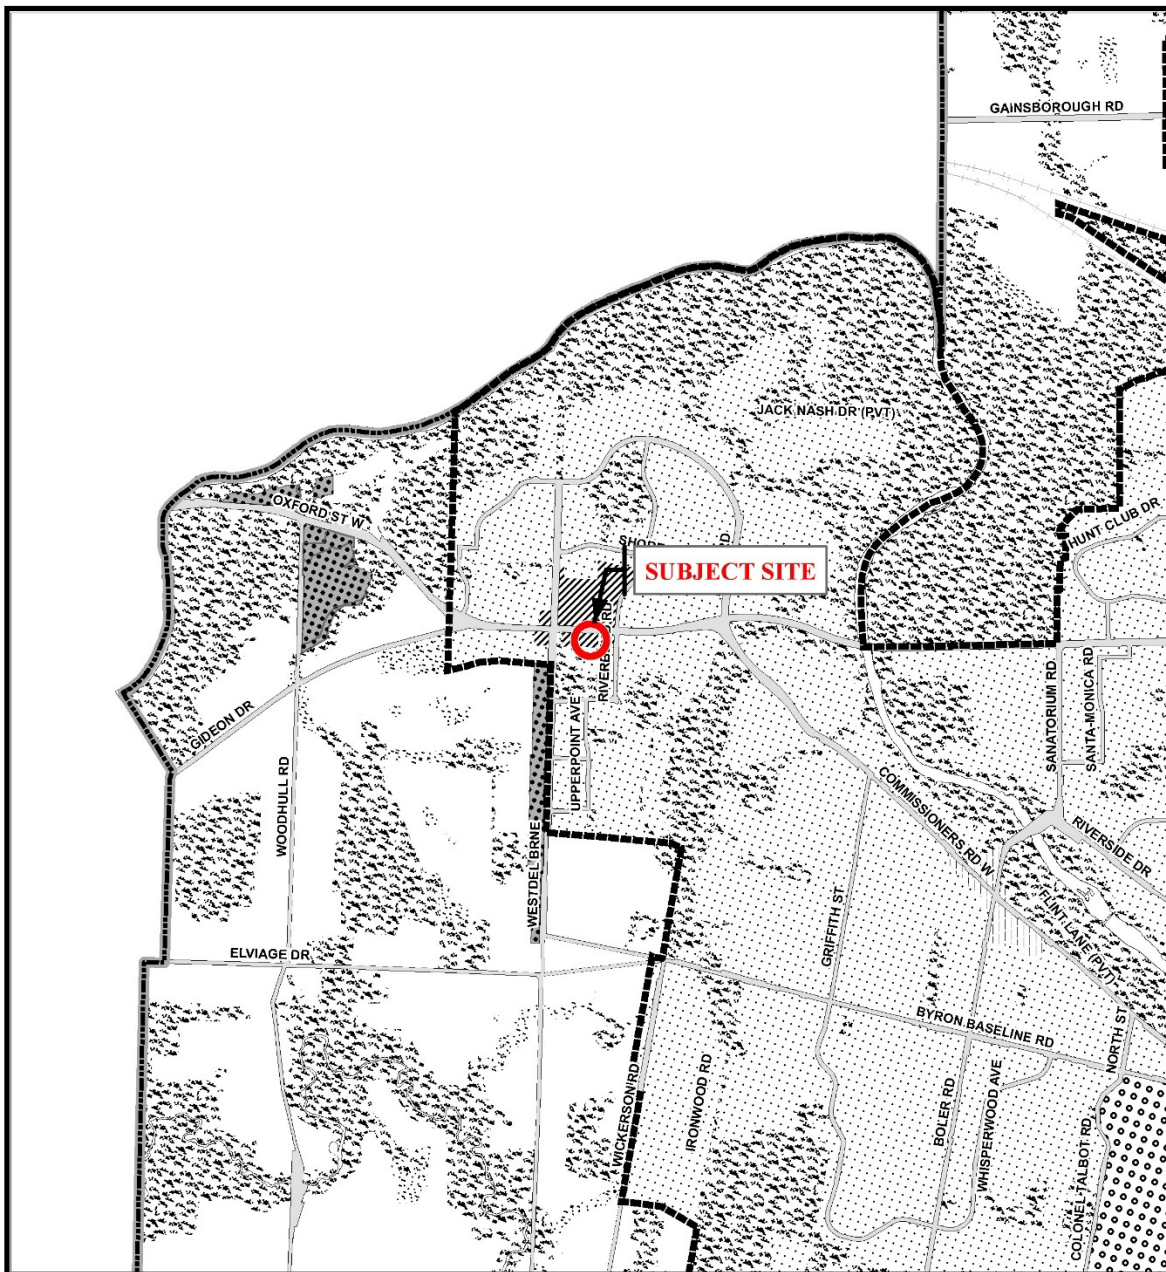 GAINSBOROUGH RD
JACK NASH DR (PVT)
OXFORD ST W
HUNT CLUB DR
SUBJECT SITE
GIDEON DR
WOODHULL RD
UPPERPOINT AVE
SANATORIUM RD
SANTA-MONICA RD
COMMISSIONERS RD W
RIVERSIDE DR
WESTDEL BRNE
GRIFFITH ST
FLINT LANE (PVT)
ELVIAGE DR
BYRON BASELINE RD
NORTH ST
WICKERSON RD
IRONWOOD RD
BOLER RD
WHISPERWOOD AVE
COLONEL TALBOT RD